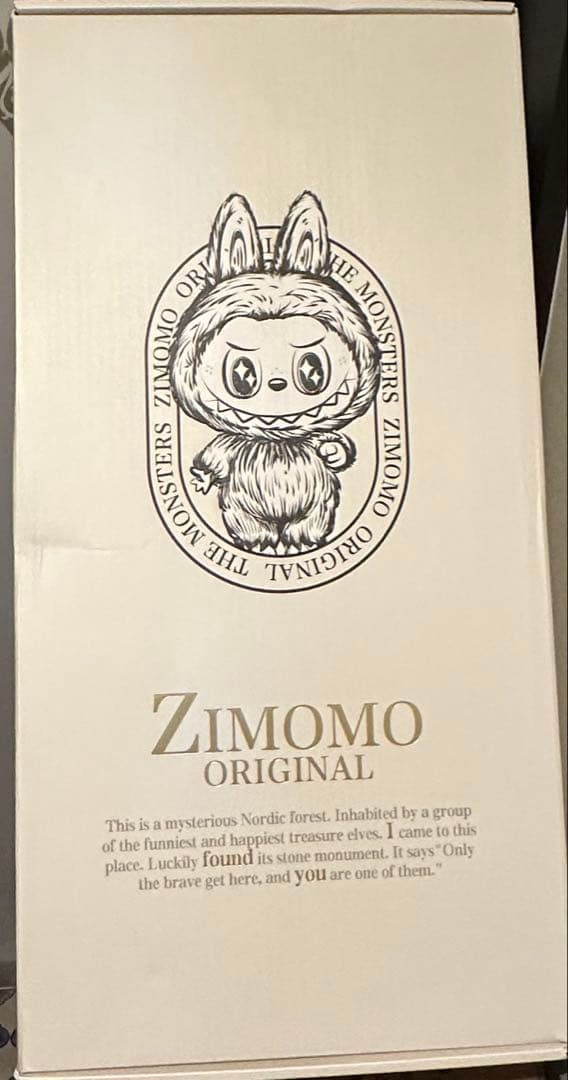 ZIMOMO ORI
THE MONSTERS ZIMOMO ORIGINAL THE MONSTERS
ZIMOMO
ORIGINAL
This is a mysterious Nordic forest. Inhabited by a group
of the funniest and happiest treasure elves. I came to this
place. Luckily found its stone monument. It says"Only
the brave get here, and you are one of them."